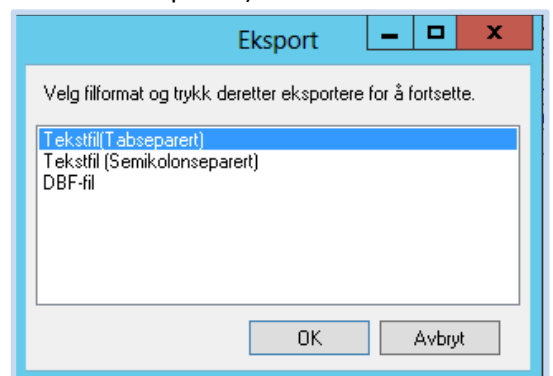 Eksport
Velg filformat og trykk deretter eksportere for å fortsette.
Tekstfil(Tabseparert)
Tekstfil (Semikolonseparert)
DBF-fil
OK
Avbryt